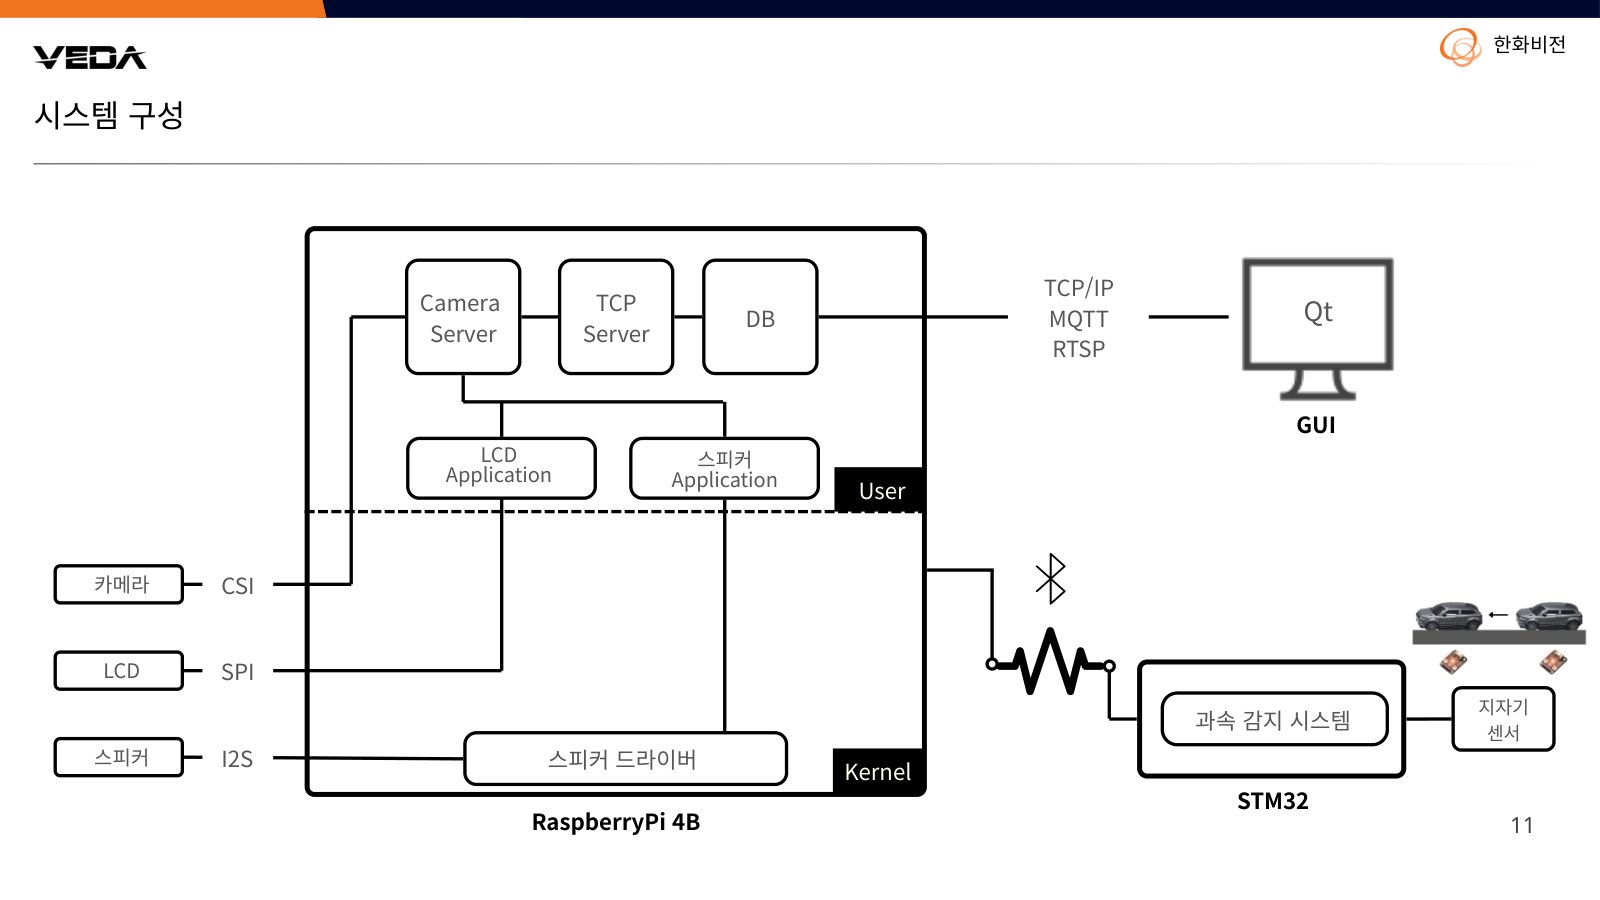 VEDA
한화비전
시스템 구성
Camera
Server
TCP
Server
DB
TCP/IP
MQTT
RTSP
Qt
GUI
LCD
Application
스피커
Application
User
카메라
CSI
LCD
SPI
스피커
I2S
스피커 드라이버
Kernel
RaspberryPi 4B
과속 감지 시스템
STM32
지자기
센서
11